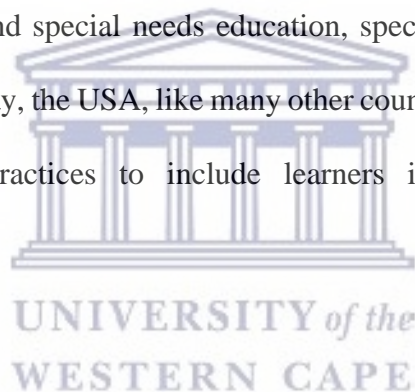 nd special needs education, spec
y, the USA, like many other coun
ractices to include learners i
UNIVERSITY of the
WESTERN CAPE